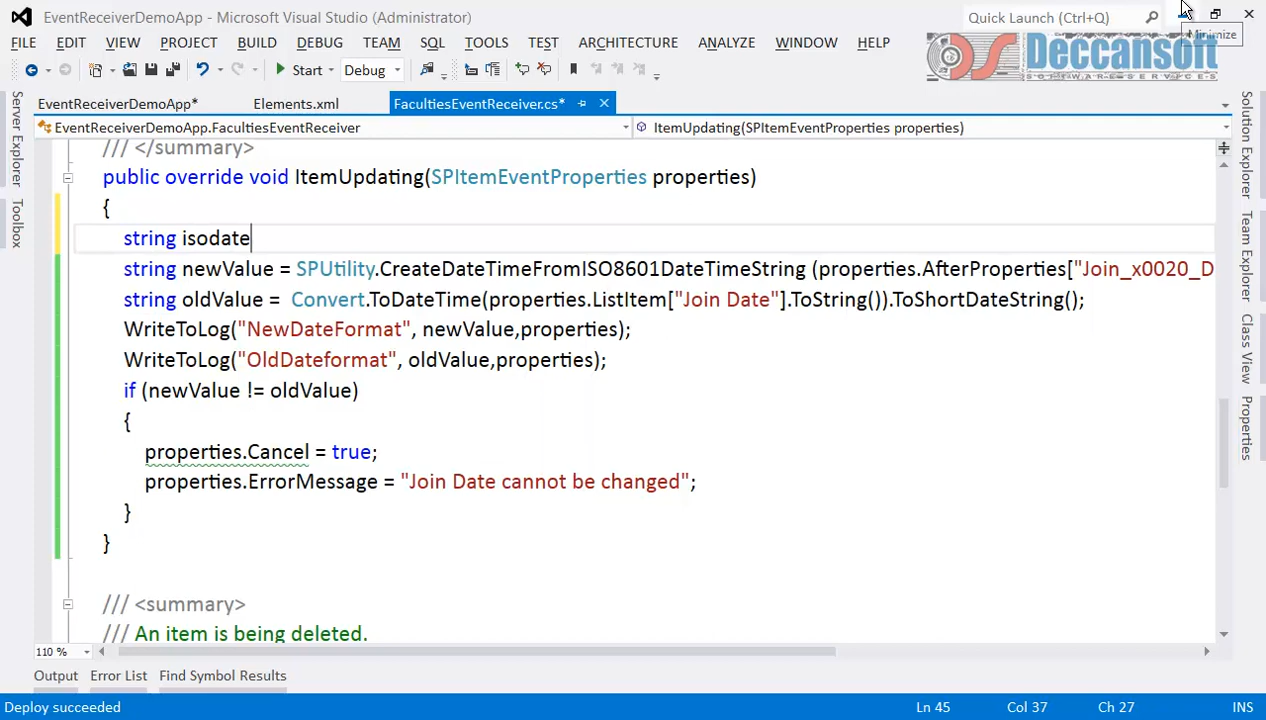 EventReceiverDemoApp - Microsoft Visual Studio (Administrator)
Quick Launch (Ctrl+Q)
Minimize
FILE EDIT VIEW PROJECT BUILD DEBUG TEAM SQL TOOLS TEST ARCHITECTURE ANALYZE WINDOW HELP
Deccansoft
SOFTWARE SERVICES
Start Debug
EventReceiverDemoApp* Elements.xml FacultiesEventReceiver.cs*
EventReceiverDemoApp.FacultiesEventReceiver ItemUpdating(SPItemEventProperties properties)
Server Explorer
Toolbox
Solution Explorer
Team Explorer
Class View
Properties
/// </summary>
public override void ItemUpdating(SPItemEventProperties properties)
{
string isodate
string newValue = SPUtility.CreateDateTimeFromISO8601DateTimeString (properties.AfterProperties["Join_x0020_D
string oldValue = Convert.ToDateTime(properties.ListItem["Join Date"].ToString()).ToShortDateString();
WriteToLog("NewDateFormat", newValue,properties);
WriteToLog("OldDateformat", oldValue,properties);
if (newValue != oldValue)
{
properties.Cancel = true;
properties.ErrorMessage = "Join Date cannot be changed";
}
}
/// <summary>
/// An item is being deleted.
110 %
Output Error List Find Symbol Results
Deploy succeeded Ln 45 Col 37 Ch 27 INS